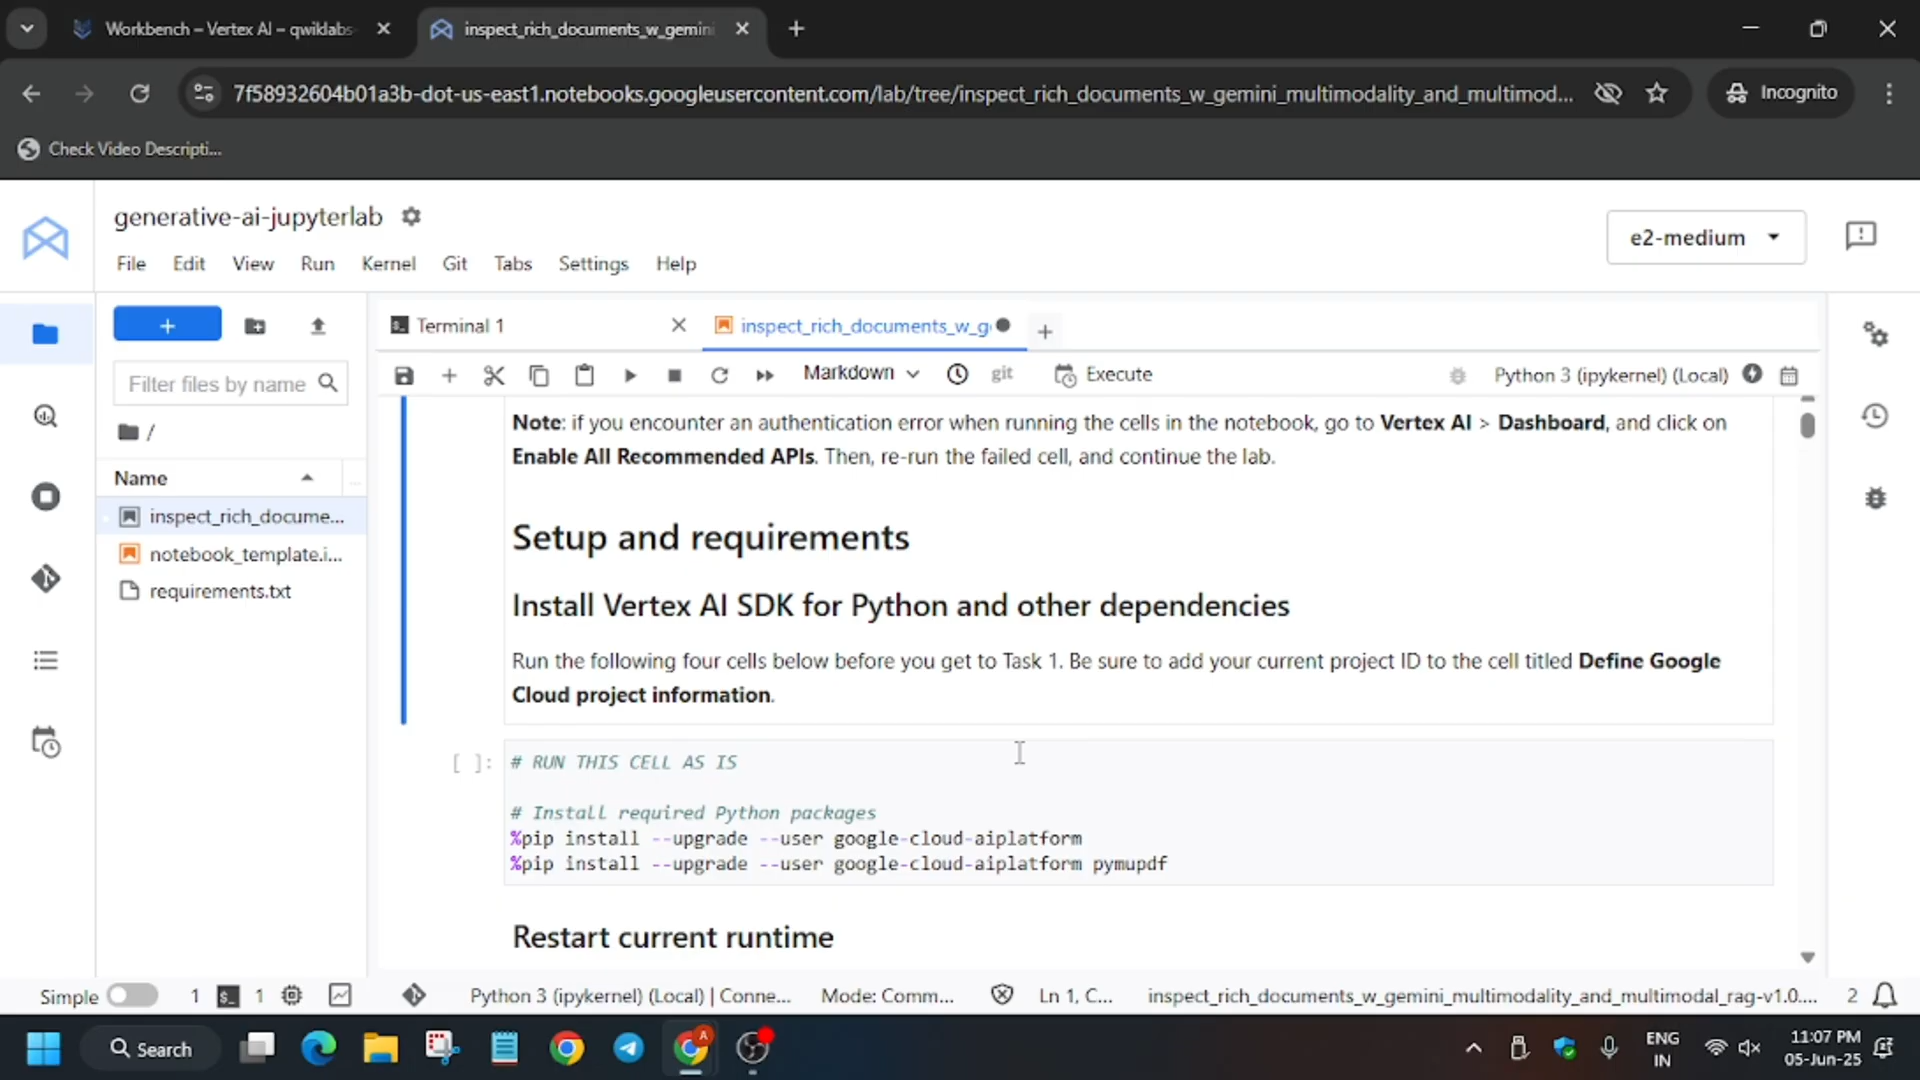 Workbench – Vertex AI – qwiklabs-
inspect_rich_documents_w_gemini
7f58932604b01a3b-dot-us-east1.notebooks.googleusercontent.com/lab/tree/inspect_rich_documents_w_gemini_multimodality_and_multimod...
Incognito
Check Video Descripti...
generative-ai-jupyterlab
e2-medium
File Edit View Run Kernel Git Tabs Settings Help
+
Filter files by name
/
Name
inspect_rich_docume...
notebook_template.i...
requirements.txt
Terminal 1
inspect_rich_documents_w_g
Markdown
git
Execute
Python 3 (ipykernel) (Local)
Note: if you encounter an authentication error when running the cells in the notebook, go to Vertex AI > Dashboard, and click on
Enable All Recommended APIs. Then, re-run the failed cell, and continue the lab.
Setup and requirements
Install Vertex AI SDK for Python and other dependencies
Run the following four cells below before you get to Task 1. Be sure to add your current project ID to the cell titled Define Google
Cloud project information.
[ ]: # RUN THIS CELL AS IS
# Install required Python packages
%pip install --upgrade --user google-cloud-aiplatform
%pip install --upgrade --user google-cloud-aiplatform pymupdf
Restart current runtime
Simple 1 1 Python 3 (ipykernel) (Local) | Conne... Mode: Comm... Ln 1, C... inspect_rich_documents_w_gemini_multimodality_and_multimodal_rag-v1.0.... 2
Search
A
ENG
IN
11:07 PM
05-Jun-25